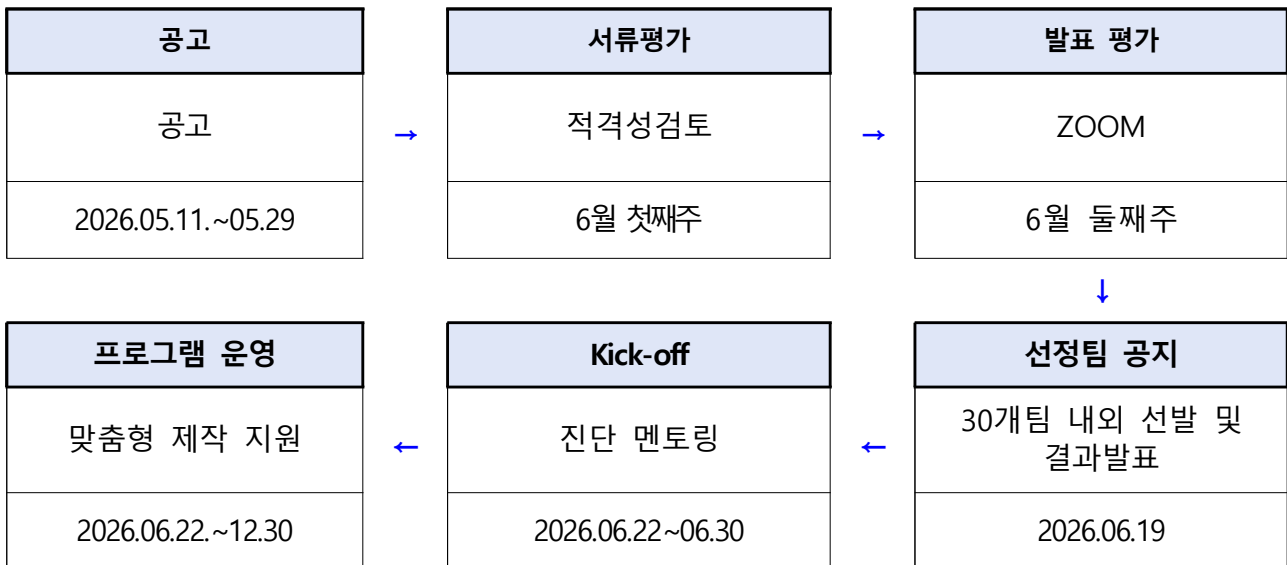 공고
공고
2026.05.11.~05.29
→
서류평가
적격성검토
6월 첫째주
→
발표 평가
ZOOM
6월 둘째주
↓
선정팀 공지
30개팀 내외 선발 및
결과발표
2026.06.19
←
Kick-off
진단 멘토링
2026.06.22~06.30
←
프로그램 운영
맞춤형 제작 지원
2026.06.22.~12.30